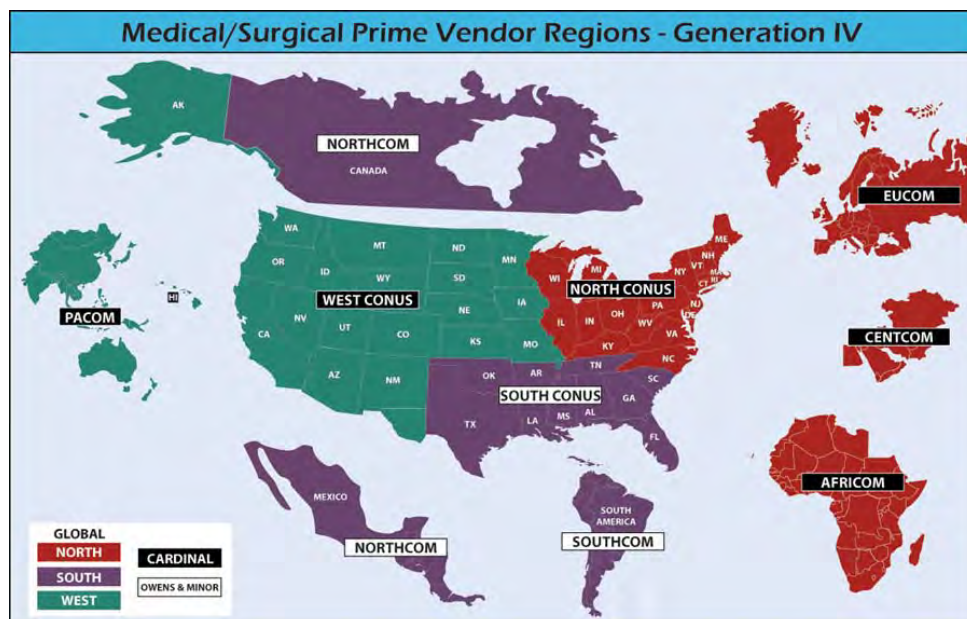 Medical/Surgical Prime Vendor Regions - Generation IV
AK
NORTHCOM
CANADA
EUCOM
WA
MT
ND
MN
OR
ID
WY
SD
WI
MI
NY
VT
NH
ME
MA
RI
CT
WEST CONUS
NORTH CONUS
HI
PACOM
NV
UT
CO
NE
IA
IL
IN
OH
PA
NJ
DE
WV
VA
CA
KS
MO
KY
NC
CENTCOM
AZ
NM
OK
AR
TN
SC
SOUTH CONUS
TX
LA
MS
AL
GA
FL
AFRICOM
MEXICO
NORTHCOM
SOUTH
AMERICA
SOUTHCOM
GLOBAL
NORTH
SOUTH
WEST
CARDINAL
OWENS & MINOR